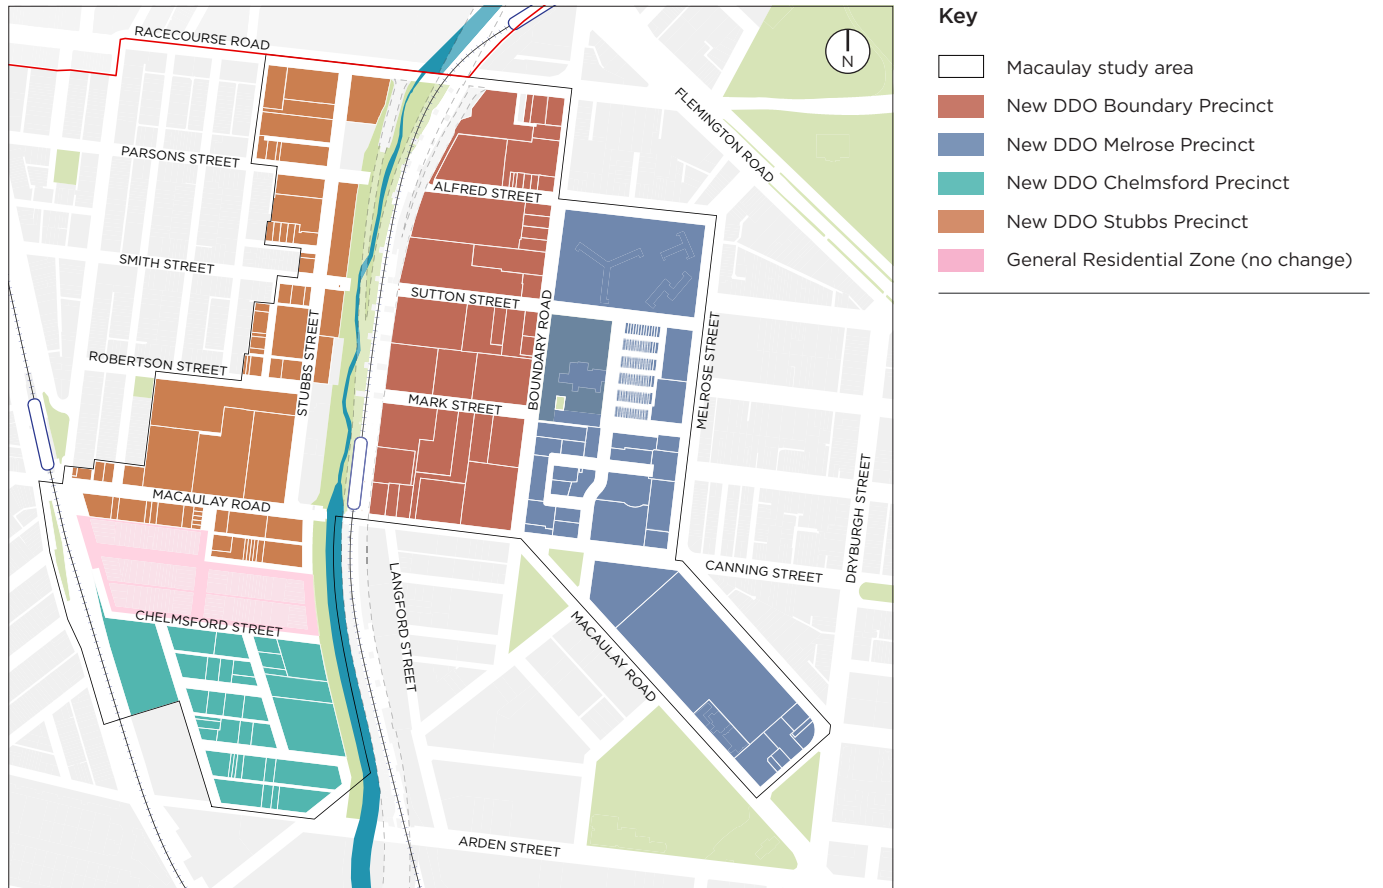 RACECOURSE ROAD
N
FLEMINGTON ROAD
PARSONS STREET
ALFRED STREET
SMITH STREET
SUTTON STREET
BOUNDARY ROAD
STUBBS STREET
MELROSE STREET
ROBERTSON STREET
MARK STREET
MACAULAY ROAD
DRYBURGH STREET
CANNING STREET
LANGFORD STREET
CHELMSFORD STREET
MACAULAY ROAD
ARDEN STREET
Key
Macaulay study area
New DDO Boundary Precinct
New DDO Melrose Precinct
New DDO Chelmsford Precinct
New DDO Stubbs Precinct
General Residential Zone (no change)